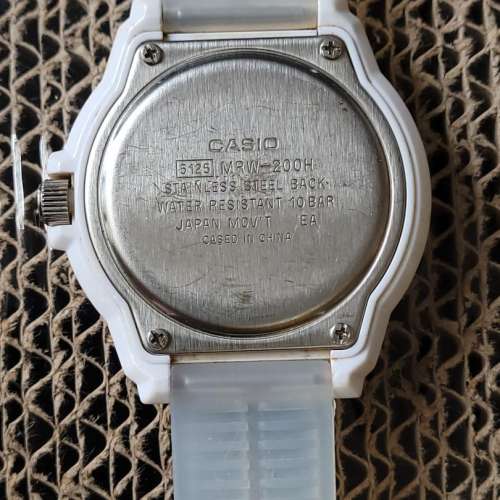 CASIO
5125 MRW-200H
STAINLESS STEEL BACK
WATER RESISTANT 10 BAR
JAPAN MOV'T EA
CASED IN CHINA